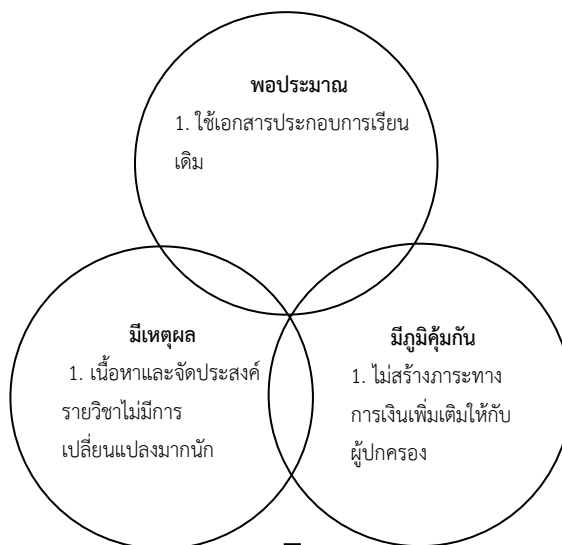 พอประมาณ
1. ใช้เอกสารประกอบการเรียน
เดิม
มีเหตุผล
1. เนื้อหาและจัดประสงค์
รายวิชาไม่มีการ
เปลี่ยนแปลงมากนัก
มีภูมิคุ้มกัน
1. ไม่สร้างภาระทาง
การเงินเพิ่มเติมให้กับ
ผู้ปกครอง